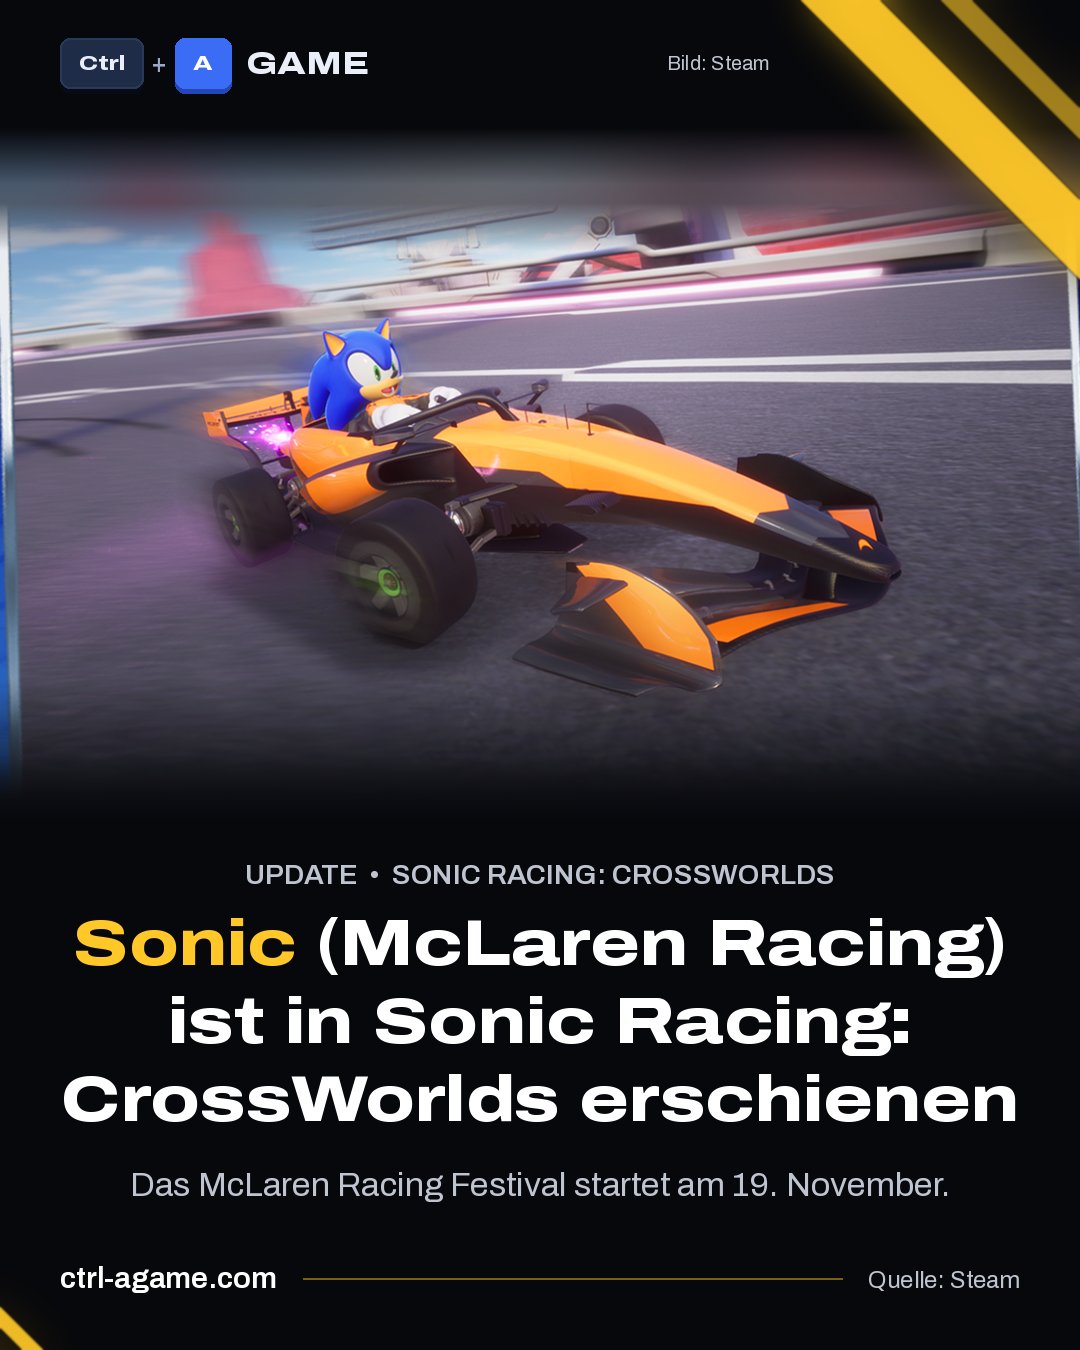 Ctrl + A GAME
Bild: Steam
UPDATE • SONIC RACING: CROSSWORLDS
Sonic (McLaren Racing)
ist in Sonic Racing:
CrossWorlds erschienen
Das McLaren Racing Festival startet am 19. November.
ctrl-agame.com
Quelle: Steam